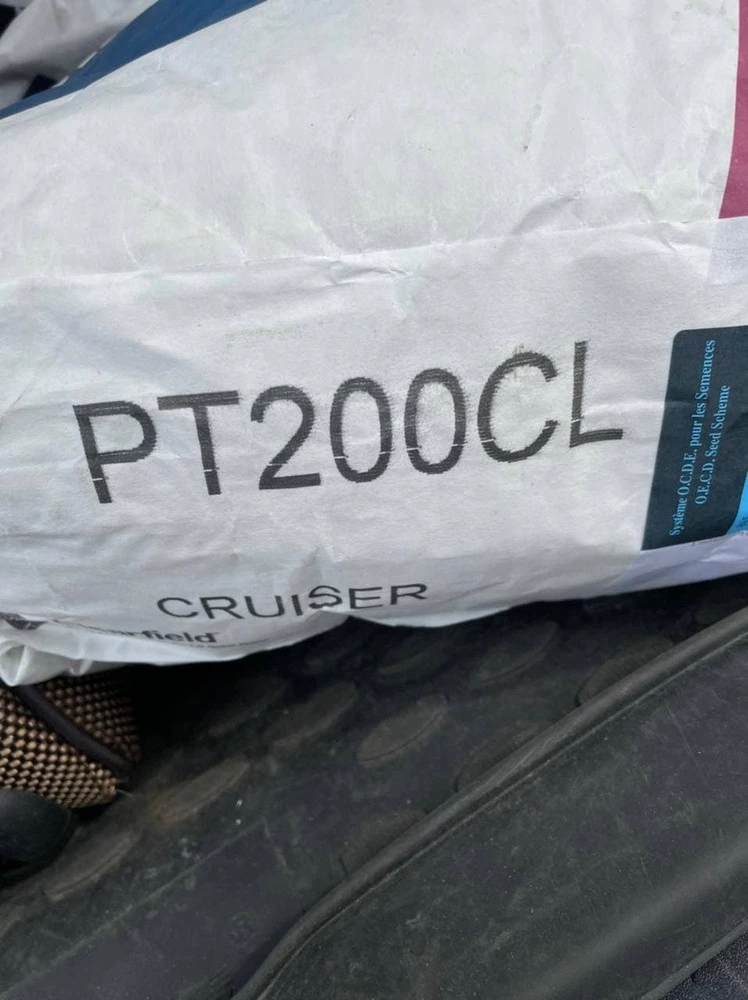 PT200CL
Système O.C.D.E. pour les Semences
O.E.C.D. Seed Scheme
CRUISER